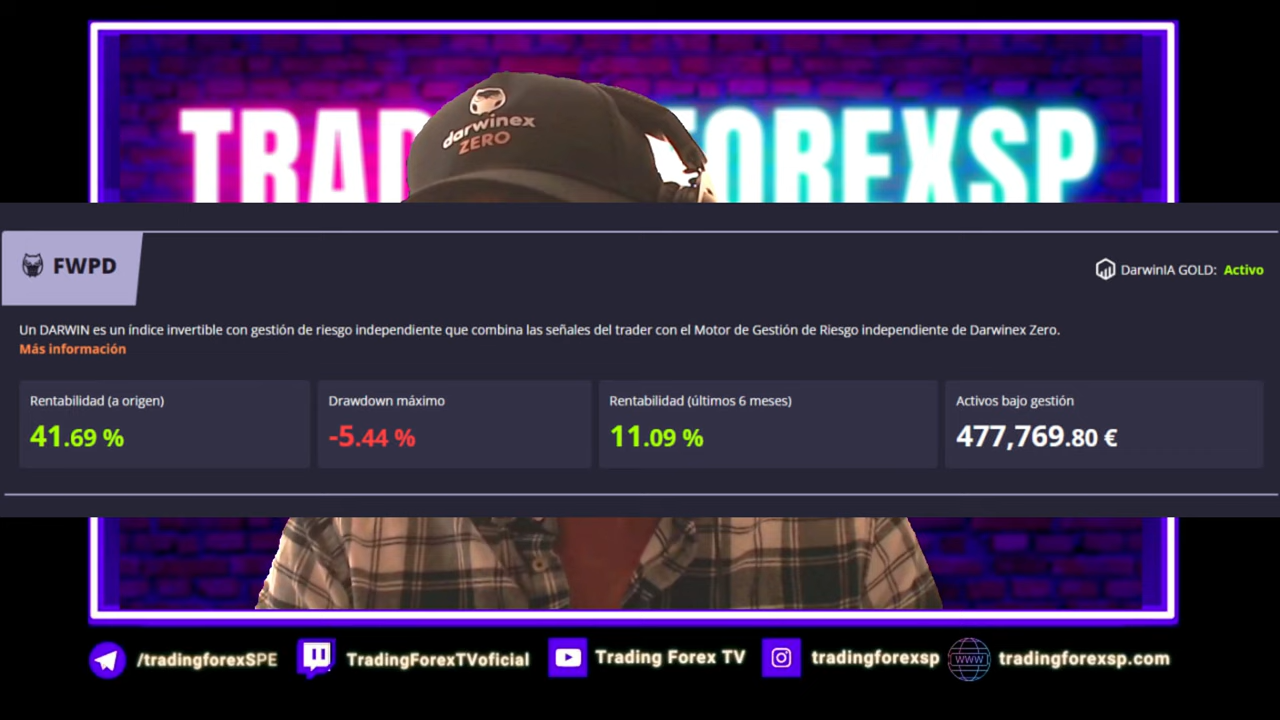 TRAD FOREXSP
darwinex
ZERO
FWPD
DarwinIA GOLD: Activo
Un DARWIN es un índice invertible con gestión de riesgo independiente que combina las señales del trader con el Motor de Gestión de Riesgo independiente de Darwinex Zero.
Más información
Rentabilidad (a origen)
41.69 %
Drawdown máximo
-5.44 %
Rentabilidad (últimos 6 meses)
11.09 %
Activos bajo gestión
477,769.80 €
/tradingforexSPE
TradingForexTVoficial
Trading Forex TV
tradingforexsp
WWW
tradingforexsp.com